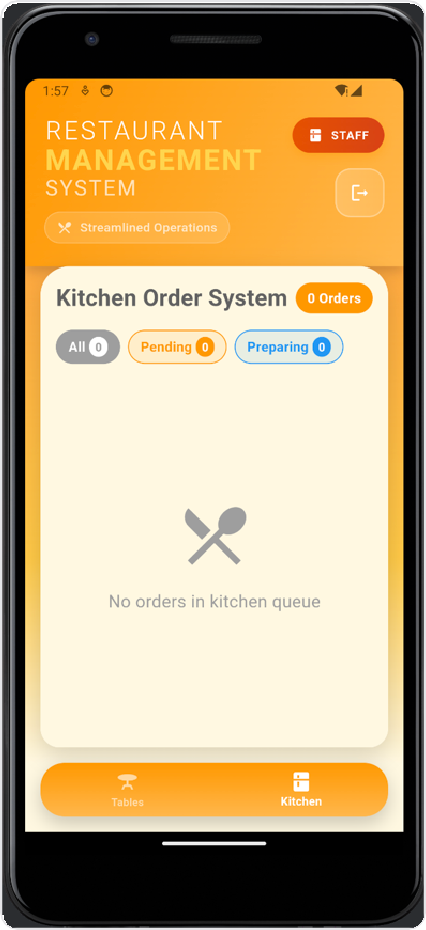 1:57
RESTAURANT
MANAGEMENT
SYSTEM
STAFF
Streamlined Operations
Kitchen Order System
0 Orders
All 0
Pending 0
Preparing 0
No orders in kitchen queue
Tables
Kitchen